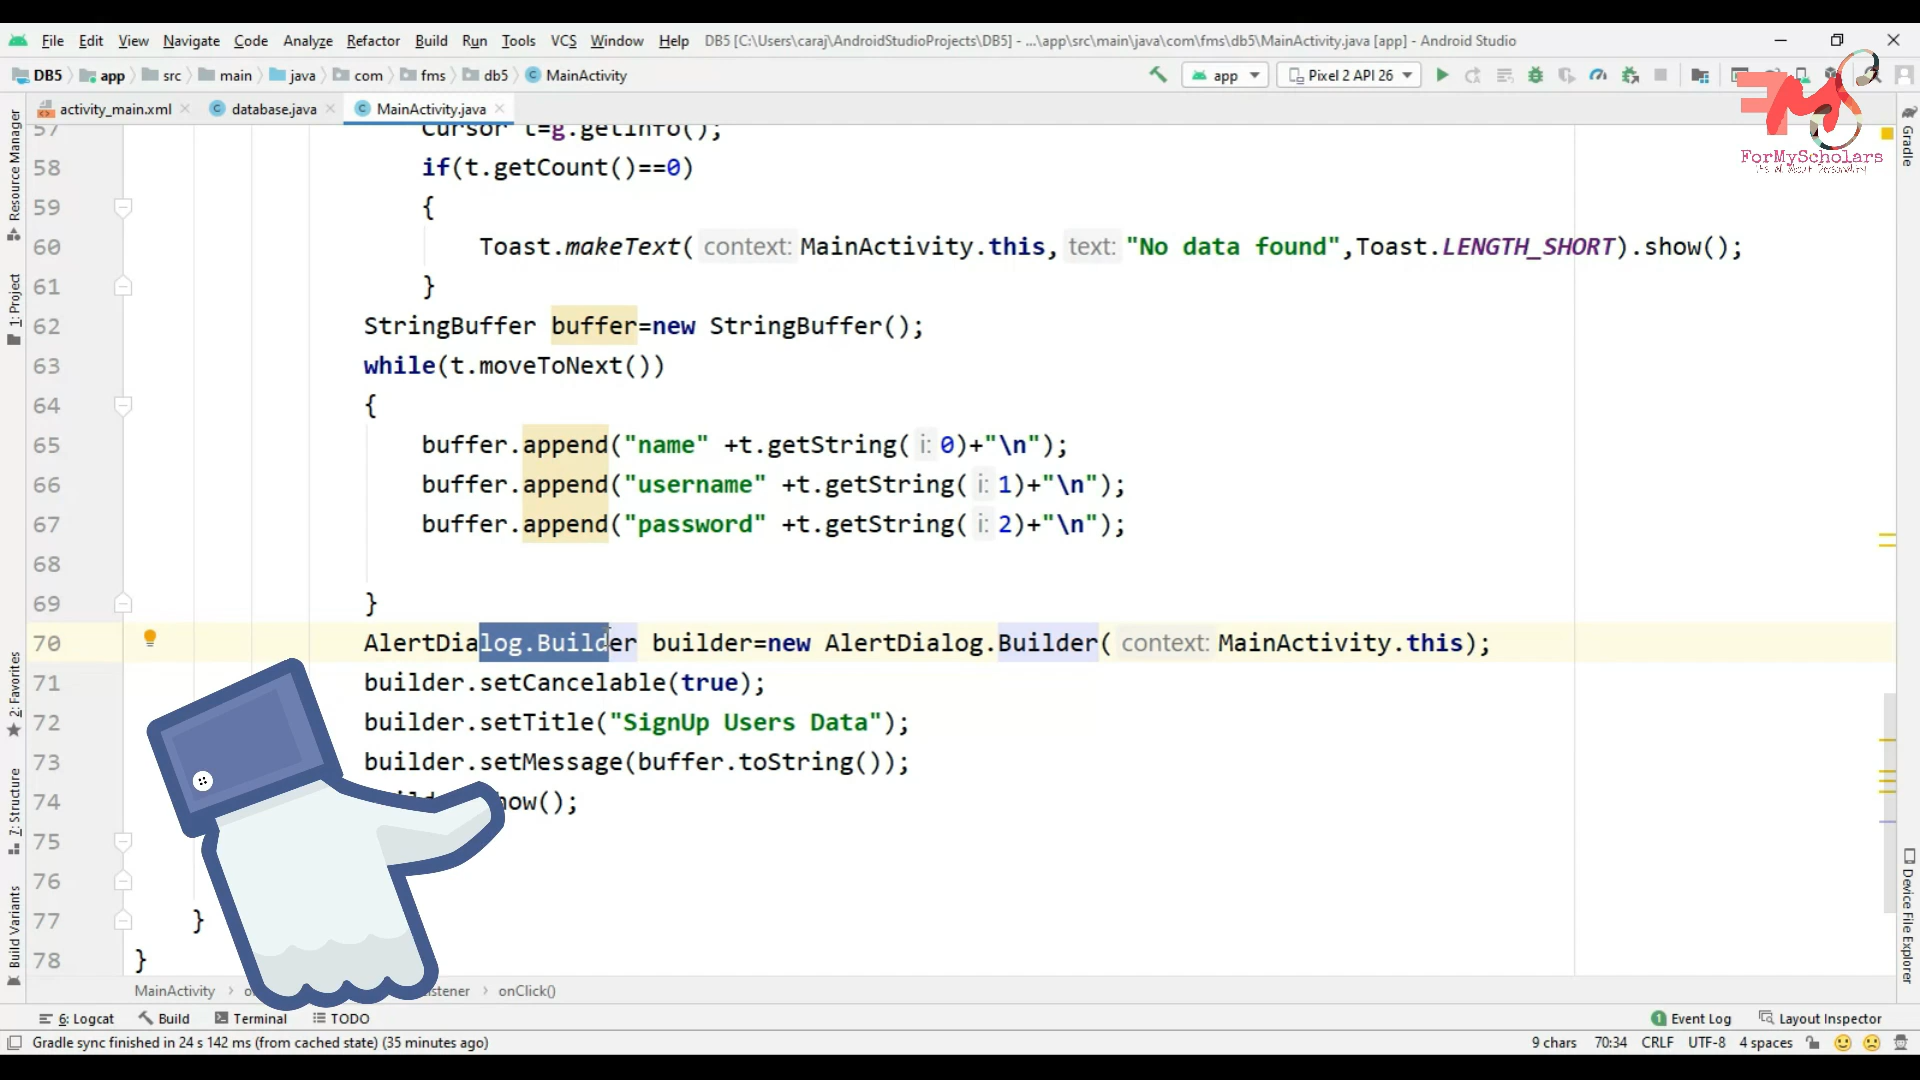 File Edit View Navigate Code Analyze Refactor Build Run Tools VCS Window Help DB5 [C:\Users\caraj\AndroidStudioProjects\DB5] - ...\app\src\main\java\com\fms\db5\MainActivity.java [app] - Android Studio
DB5 app src main java com fms db5 MainActivity app Pixel 2 API 26
activity_main.xml database.java MainActivity.java
ForMyScholars
57 Cursor t=g.getInfo();
58 if(t.getCount()==0)
59 {
60 Toast.makeText( context: MainActivity.this, text: "No data found",Toast.LENGTH_SHORT).show();
61 }
62 StringBuffer buffer=new StringBuffer();
63 while(t.moveToNext())
64 {
65 buffer.append("name" +t.getString( i: 0)+"\n");
66 buffer.append("username" +t.getString( i: 1)+"\n");
67 buffer.append("password" +t.getString( i: 2)+"\n");
68
69 }
70 AlertDialog.Builder builder=new AlertDialog.Builder( context: MainActivity.this);
71 builder.setCancelable(true);
72 builder.setTitle("SignUp Users Data");
73 builder.setMessage(buffer.toString());
74 how();
75
76
77 }
78 }
Resource Manager
1: Project
2: Favorites
7: Structure
Build Variants
Gradle
Device File Explorer
MainActivity onClick()
6: Logcat Build Terminal TODO 1 Event Log Layout Inspector
Gradle sync finished in 24 s 142 ms (from cached state) (35 minutes ago) 9 chars 70:34 CRLF UTF-8 4 spaces